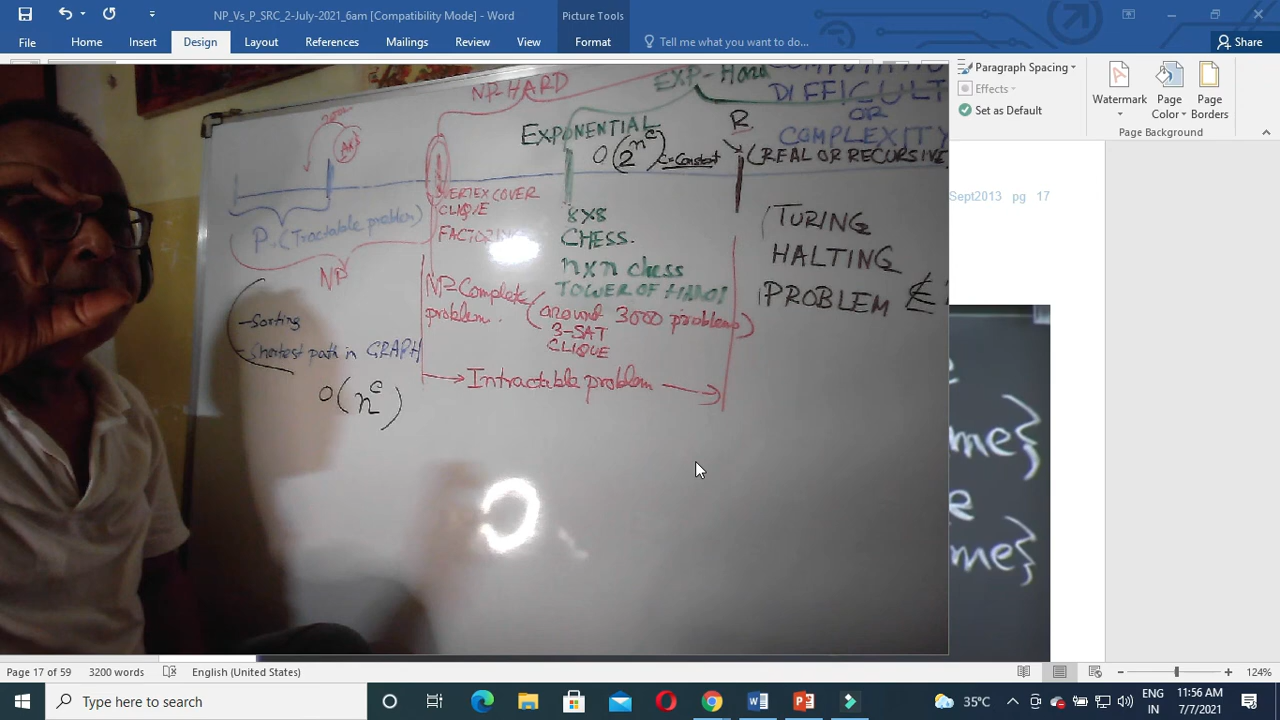 NP_Vs_P_SRC_2-July-2021_6am [Compatibility Mode] - Word
Picture Tools
File
Home
Insert
Design
Layout
References
Mailings
Review
View
Format
Tell me what you want to do...
Share
Paragraph Spacing
Effects
Set as Default
Watermark
Page Color
Page Borders
Page Background
NP HARD
EXP-Hard
DIFFICULT
OR
COMPLEXITY
EXPONENTIAL
O(2^n^c) C=Constant
R
(REAL OR RECURSIVE
P (Tractable problem)
NP
VERTEX COVER
CLIQUE
8X8
CHESS.
nxn chess
TOWER OF HANOI
TURING
HALTING
PROBLEM ∉
NP-Complete
problem. (around 3000 problems)
3-SAT
CLIQUE
-Sorting
-Shortest path in GRAPH
O(n^c)
Intractable problem
Sept2013 pg 17
me}
me}
Page 17 of 59
3200 words
English (United States)
124%
Type here to search
35°C
ENG
IN
11:56 AM
7/7/2021